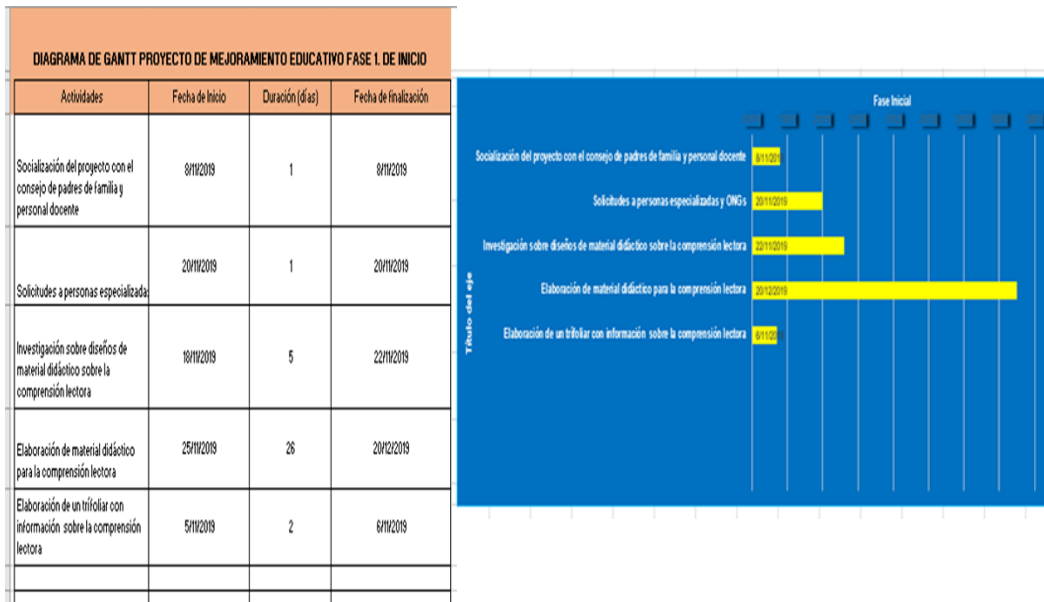 DIAGRAMA DE GANTT PROYECTO DE MEJORAMIENTO EDUCATIVO FASE 1. DE INICIO
Actividades Fecha de Inicio Duración (días) Fecha de finalización
Socialización del proyecto con el
consejo de padres de familia y
personal docente
8/11/2019 1 8/11/2019
Solicitudes a personas especializada
20/11/2019 1 20/11/2019
Investigación sobre diseños de
material didáctico sobre la
comprensión lectora
18/11/2019 5 22/11/2019
Elaboración de material didáctico
para la comprensión lectora
25/11/2019 26 20/12/2019
Elaboración de un trifoliar con
información sobre la comprensión
lectora
5/11/2019 2 6/11/2019
Fase Inicial
Título del eje
Socialización del proyecto con el consejo de padres de familia y personal docente 8/11/201
Solicitudes a personas especializadas y ONGs 20/11/2019
Investigación sobre diseños de material didáctico sobre la comprensión lectora 22/11/2019
Elaboración de material didáctico para la comprensión lectora 20/12/2019
Elaboración de un trifoliar con información sobre la comprensión lectora 6/11/20